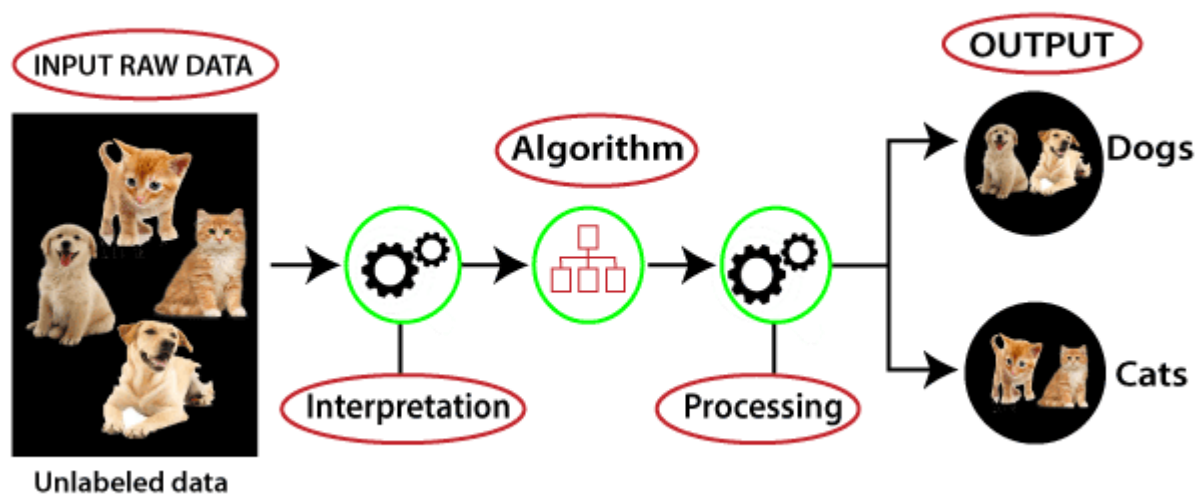 INPUT RAW DATA
Unlabeled data
Interpretation
Algorithm
Processing
OUTPUT
Dogs
Cats